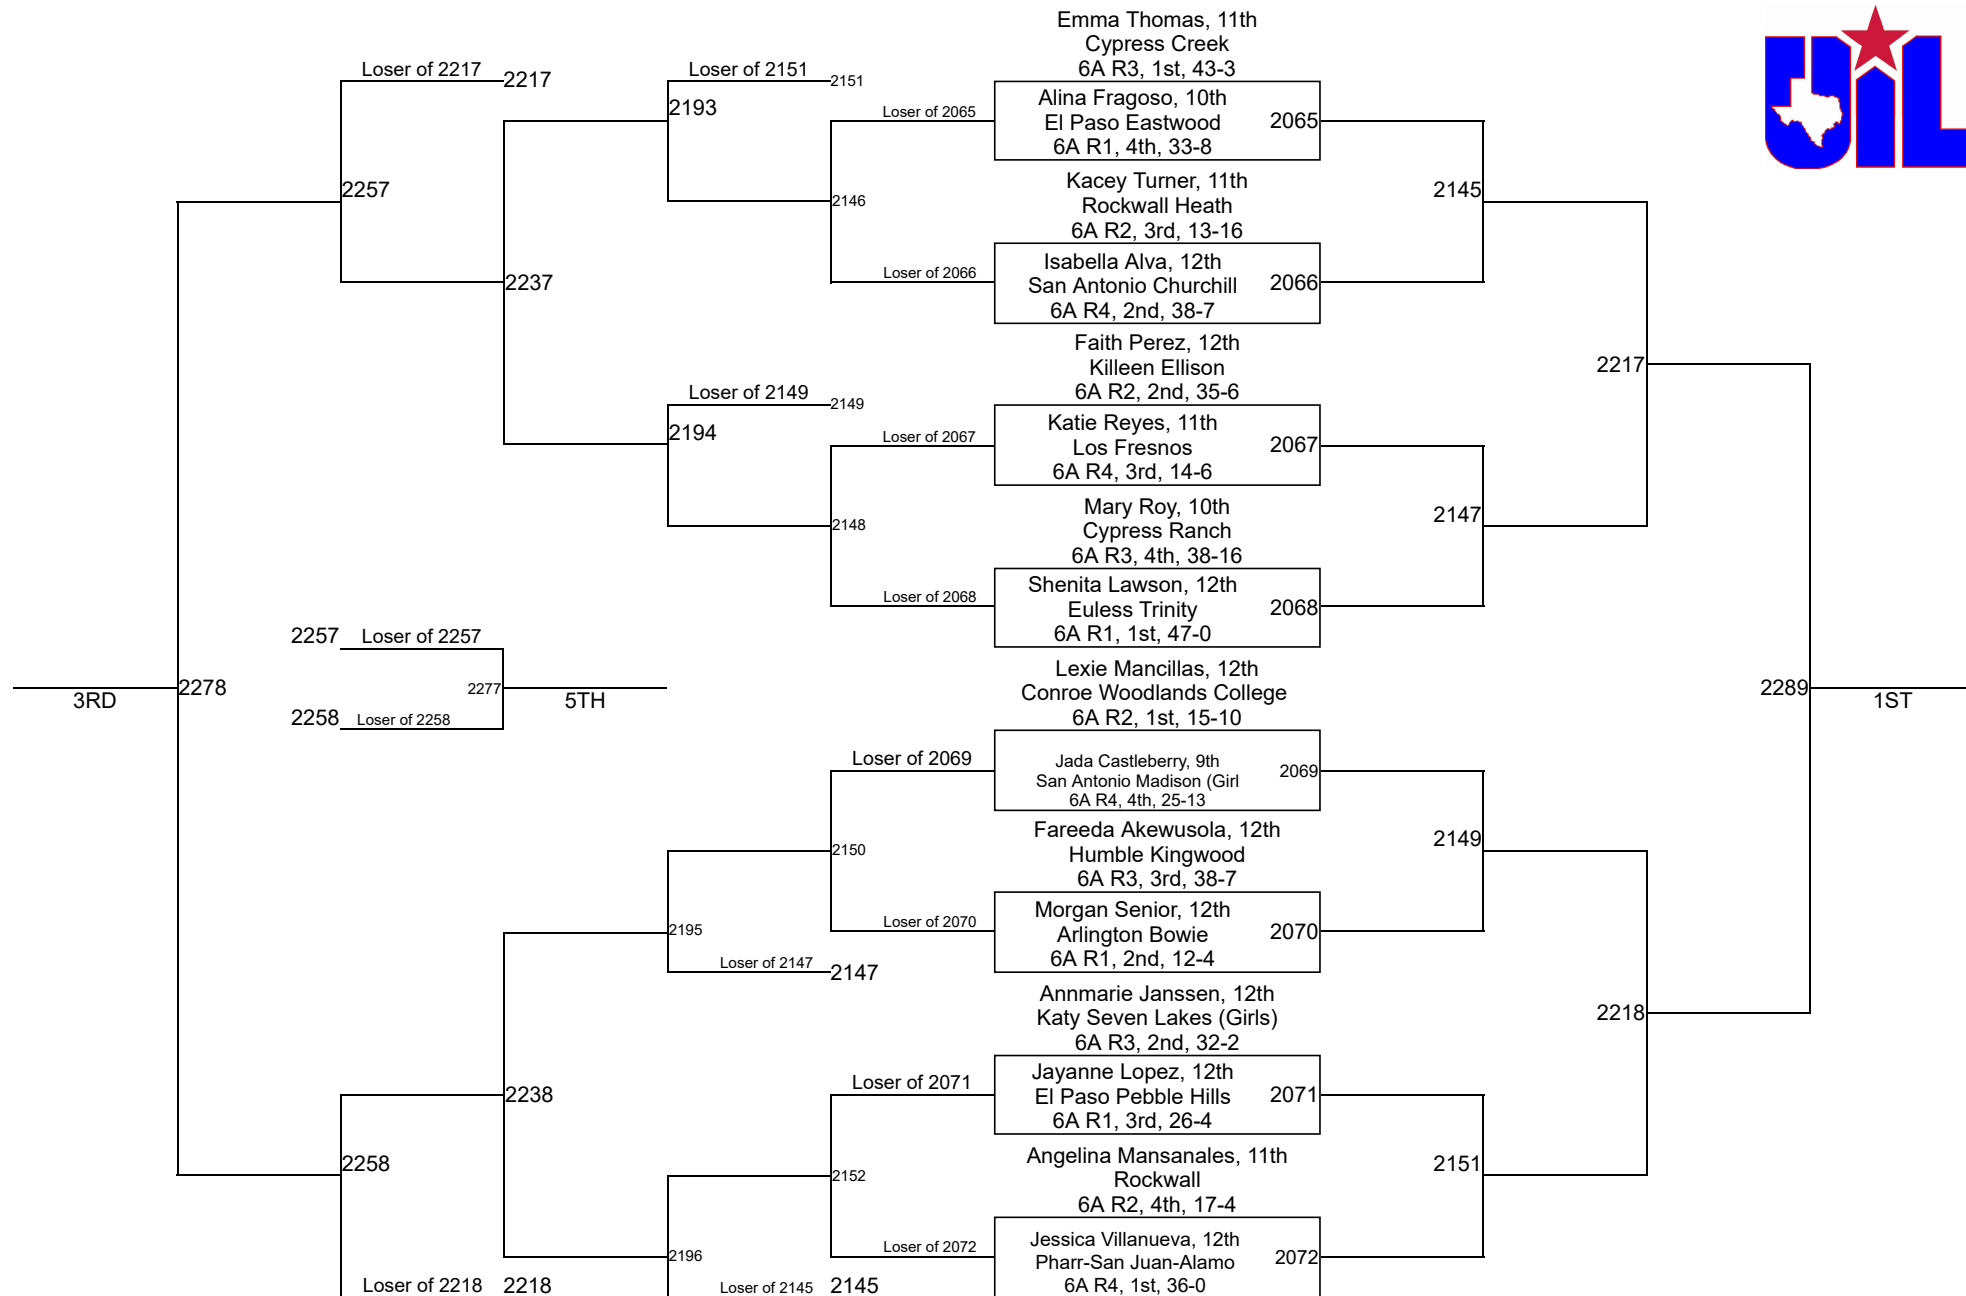 Emma Thomas, 11th
Cypress Creek
6A R3, 1st, 43-3
UIL
Loser of 2217
2217
Loser of 2151
2151
2193
Loser of 2065
Alina Fragoso, 10th
El Paso Eastwood
6A R1, 4th, 33-8
2065
2257
2146
Kacey Turner, 11th
Rockwall Heath
6A R2, 3rd, 13-16
2145
2237
Loser of 2066
Isabella Alva, 12th
San Antonio Churchill
6A R4, 2nd, 38-7
2066
Faith Perez, 12th
Killeen Ellison
6A R2, 2nd, 35-6
2217
Loser of 2149
2149
2194
Loser of 2067
Katie Reyes, 11th
Los Fresnos
6A R4, 3rd, 14-6
2067
2148
Mary Roy, 10th
Cypress Ranch
6A R3, 4th, 38-16
2147
Loser of 2068
Shenita Lawson, 12th
Euless Trinity
6A R1, 1st, 47-0
2068
2257
Loser of 2257
3RD
2278
2277
5TH
2258
Loser of 2258
Lexie Mancillas, 12th
Conroe Woodlands College
6A R2, 1st, 15-10
2289
1ST
Loser of 2069
Jada Castleberry, 9th
San Antonio Madison (Girl
6A R4, 4th, 25-13
2069
2150
Fareeda Akewusola, 12th
Humble Kingwood
6A R3, 3rd, 38-7
2149
2195
Loser of 2070
Morgan Senior, 12th
Arlington Bowie
6A R1, 2nd, 12-4
2070
Loser of 2147
2147
Annmarie Janssen, 12th
Katy Seven Lakes (Girls)
6A R3, 2nd, 32-2
2218
2238
Loser of 2071
Jayanne Lopez, 12th
El Paso Pebble Hills
6A R1, 3rd, 26-4
2071
2258
2152
Angelina Mansanales, 11th
Rockwall
6A R2, 4th, 17-4
2151
2196
Loser of 2072
Jessica Villanueva, 12th
Pharr-San Juan-Alamo
6A R4, 1st, 36-0
2072
Loser of 2218
2218
Loser of 2145
2145